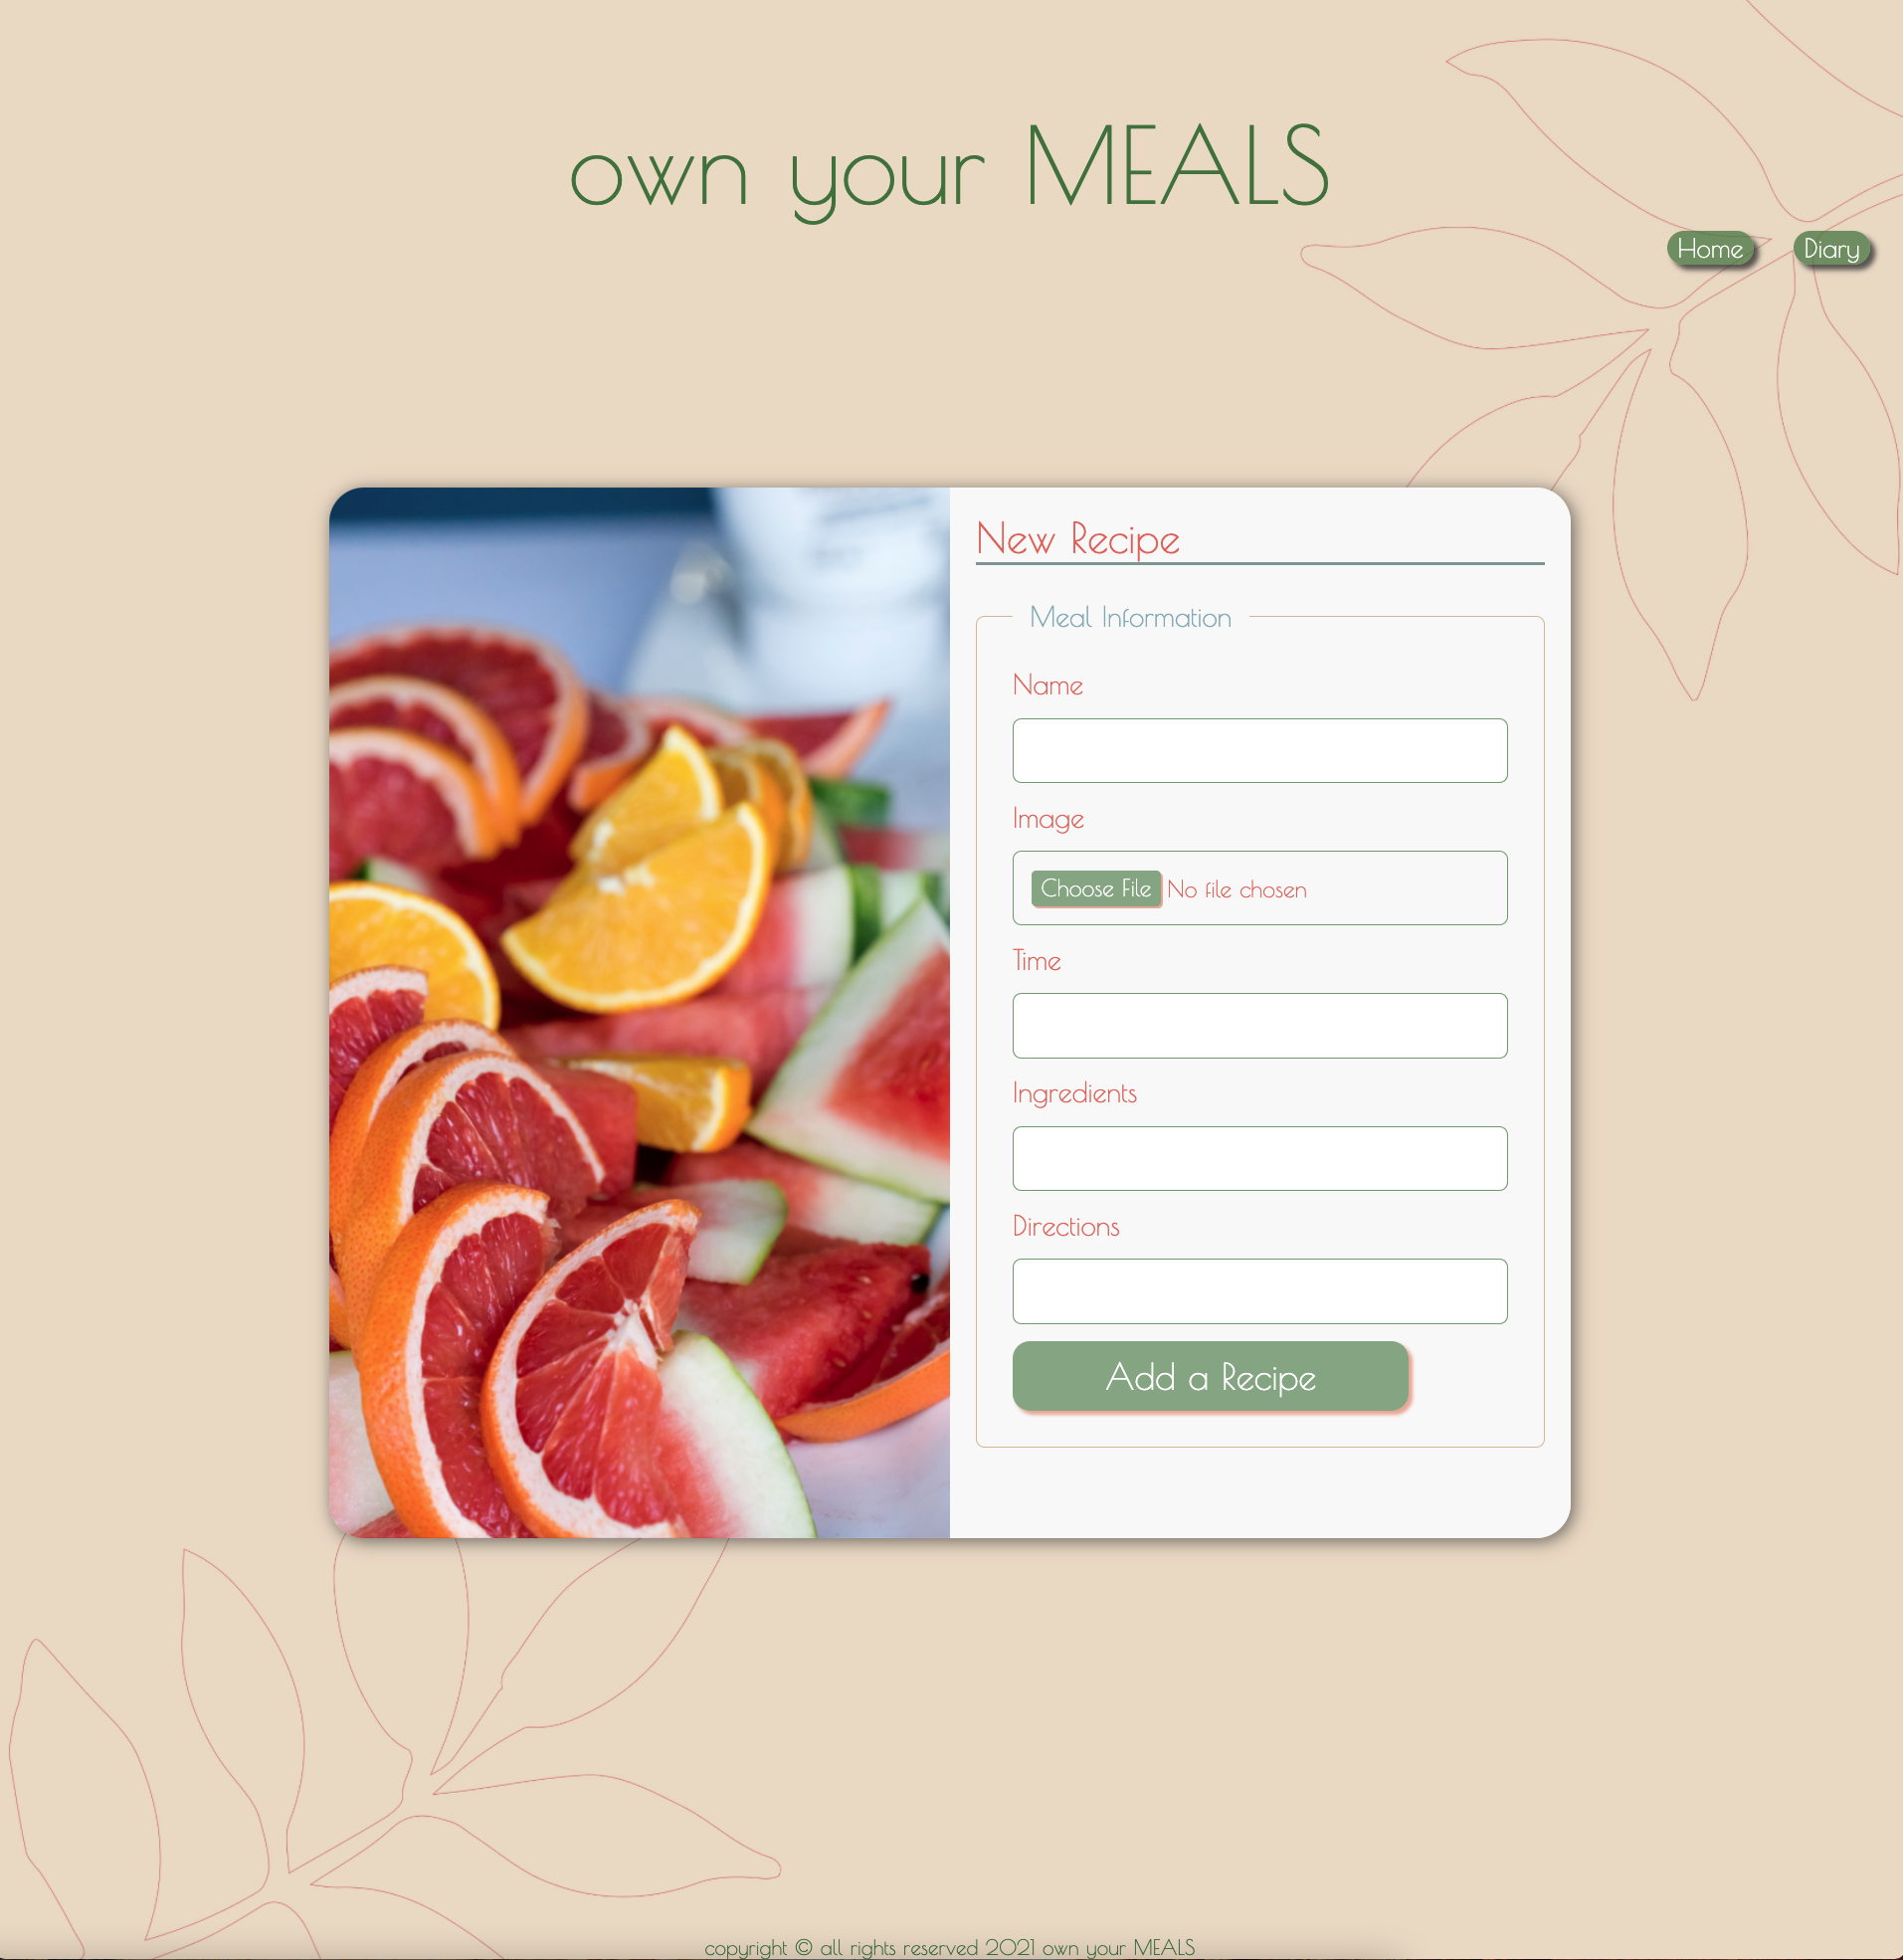 own your MEALS
Home Diary
New Recipe
Meal Information
Name
Image
Choose File No file chosen
Time
Ingredients
Directions
Add a Recipe
copyright © all rights reserved 2021 own your MEALS